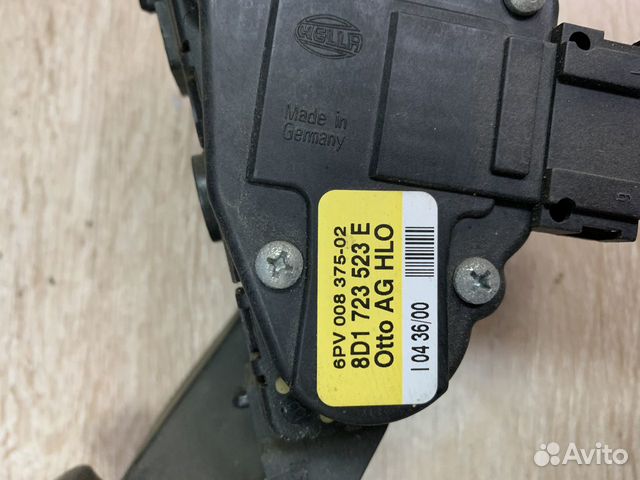 HELLA
Made in
Germany
6PV 008 375-02
8D1 723 523 E
Otto AG HLO
I 04 36/00
Avito